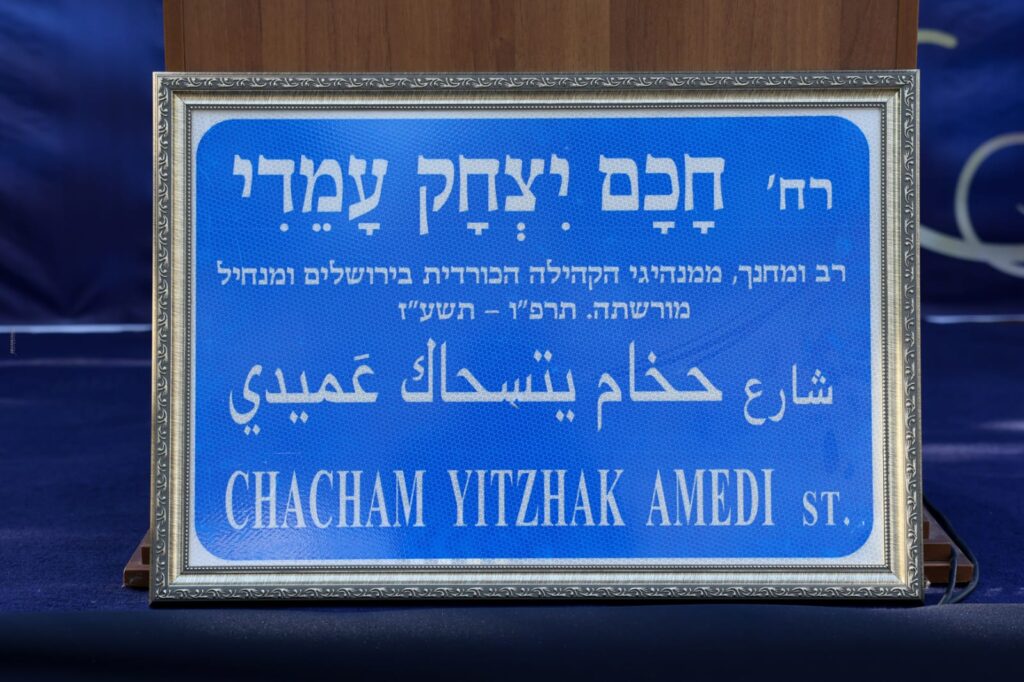 רח׳ חָכָם יִצְחָק עָמֵדִי
רב ומחנך, ממנהיגי הקהילה הכורדית בירושלים ומנחיל
מורשתה. תרפ״ו – תשע״ז
شارع حخام يتسحاك عَميدي
CHACHAM YITZHAK AMEDI ST.